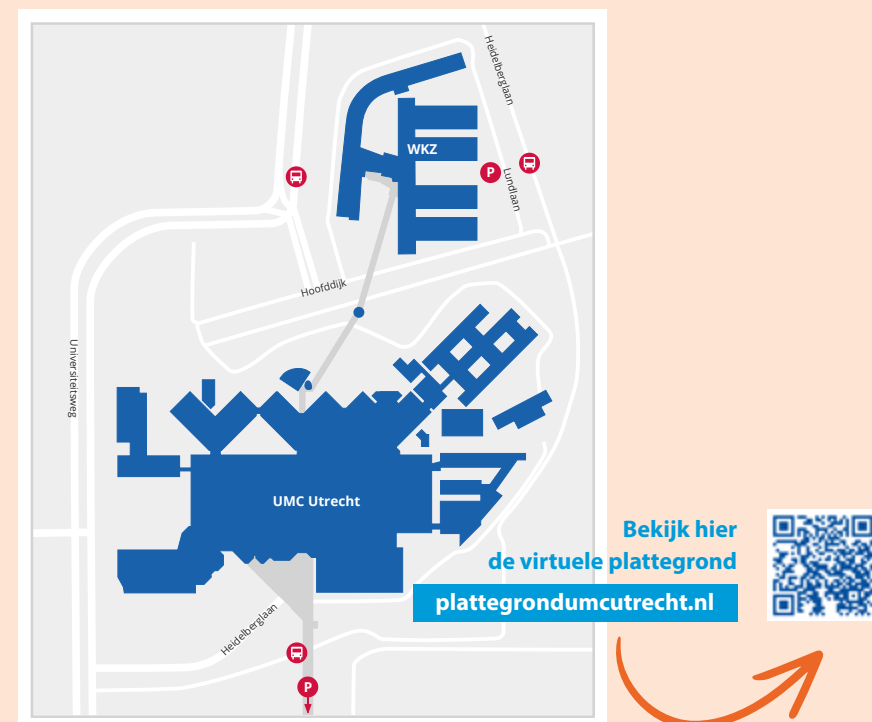 Heidelberglaan
WKZ
P
Lundlaan
Hoofddijk
Universiteitsweg
UMC Utrecht
Bekijk hier
de virtuele plattegrond
plattegrondumcutrecht.nl
Heidelberglaan
P